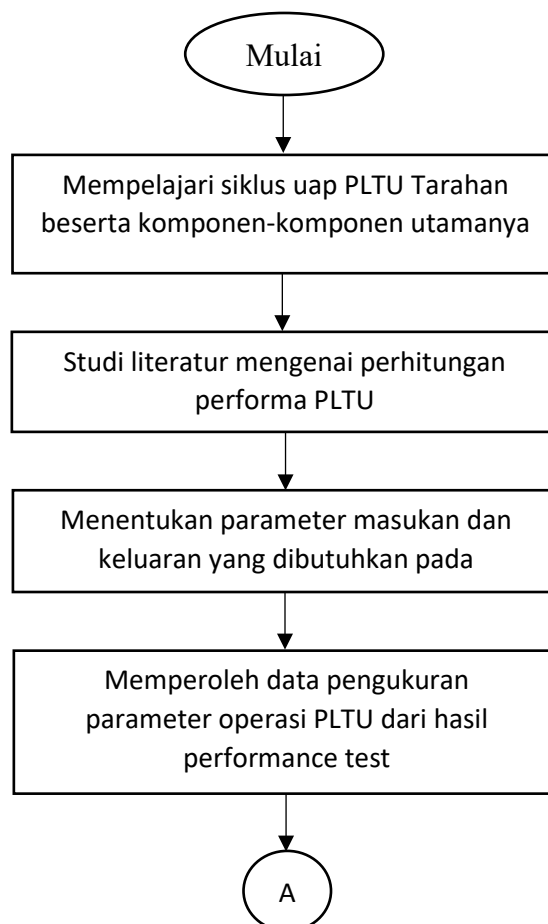 Mulai
Mempelajari siklus uap PLTU Tarahan
beserta komponen-komponen utamanya
Studi literatur mengenai perhitungan
performa PLTU
Menentukan parameter masukan dan
keluaran yang dibutuhkan pada
Memperoleh data pengukuran
parameter operasi PLTU dari hasil
performance test
A